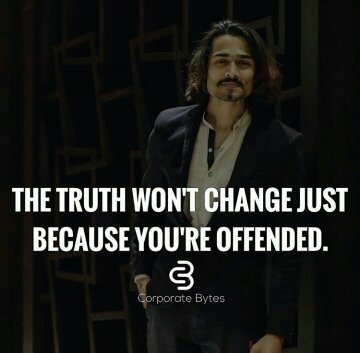 THE TRUTH WON'T CHANGE JUST
BECAUSE YOU'RE OFFENDED.
Corporate Bytes